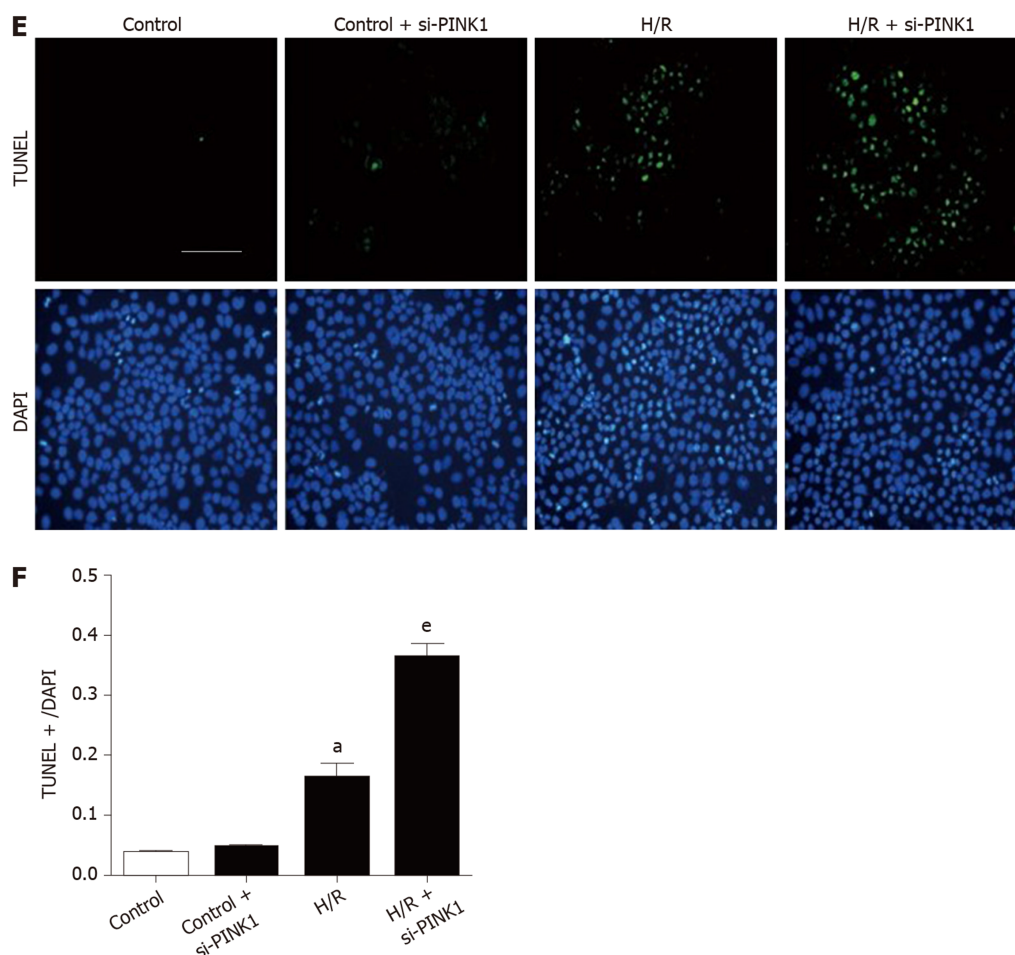 E
Control
Control + si-PINK1
H/R
H/R + si-PINK1
TUNEL
DAPI
F
TUNEL + /DAPI
0.5
0.4
0.3
0.2
0.1
0.0
a
e
Control
Control +
si-PINK1
H/R
H/R +
si-PINK1